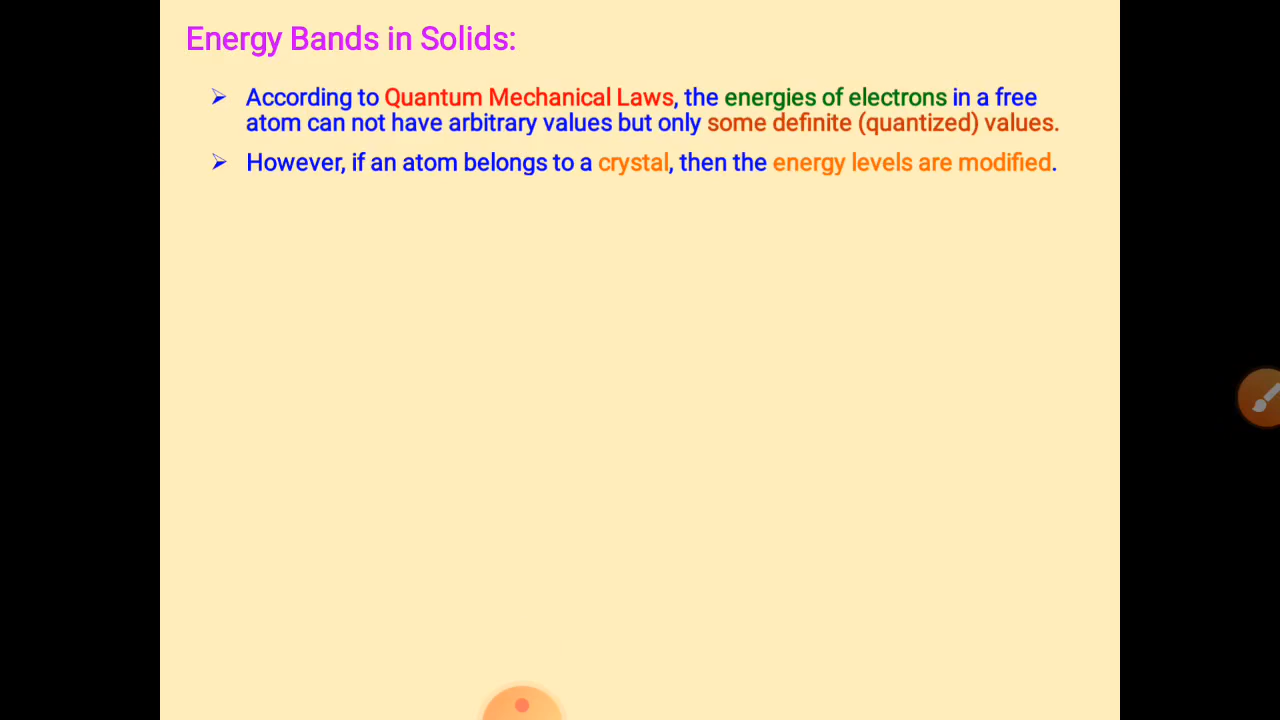 Energy Bands in Solids:
➢ According to Quantum Mechanical Laws, the energies of electrons in a free
atom can not have arbitrary values but only some definite (quantized) values.
➢ However, if an atom belongs to a crystal, then the energy levels are modified.